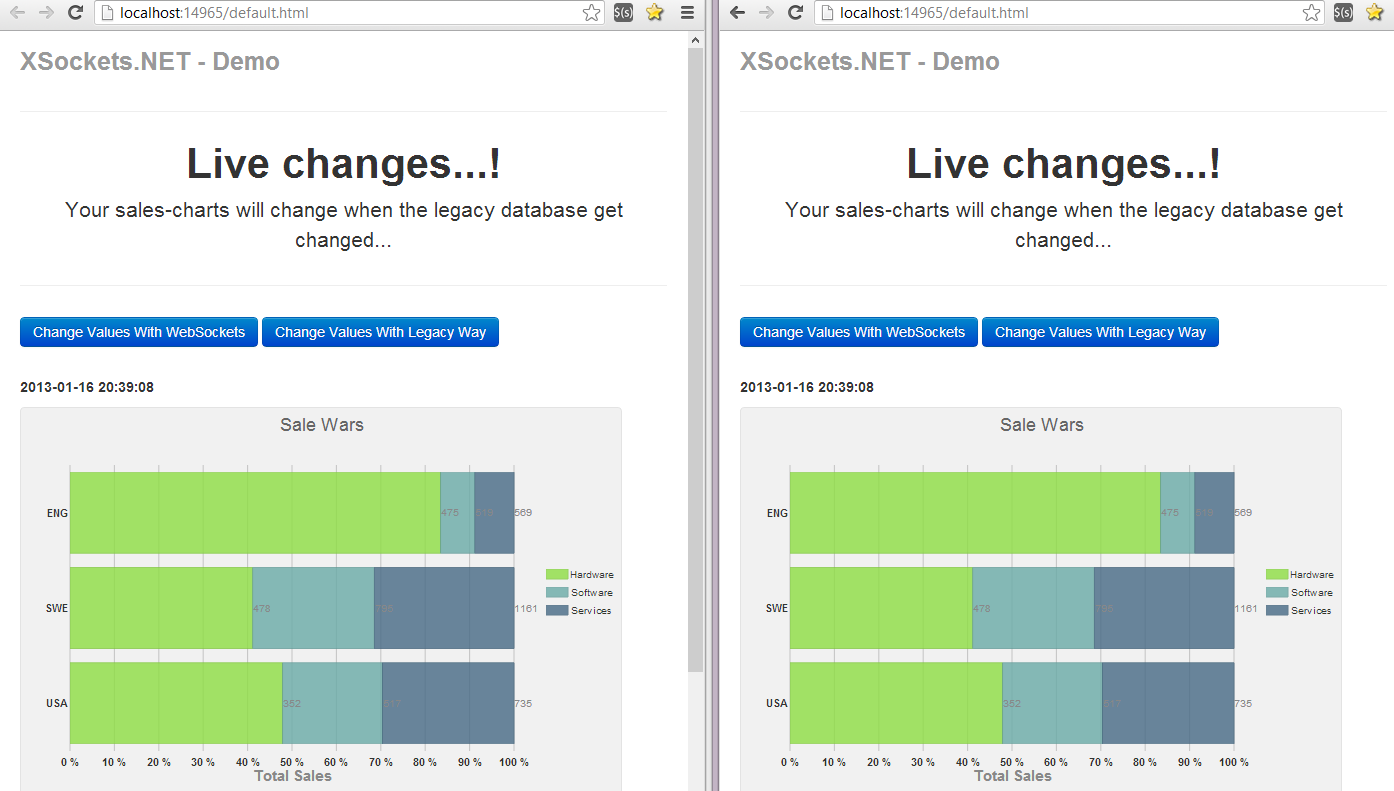 localhost:14965/default.html
$(s)
XSockets.NET - Demo
Live changes...!
Your sales-charts will change when the legacy database get
changed...
Change Values With WebSockets
Change Values With Legacy Way
2013-01-16 20:39:08
Sale Wars
ENG
475
519
569
SWE
478
795
1161
USA
352
735
Hardware
Software
Services
0 %
10 %
20 %
30 %
40 %
50 %
60 %
70 %
80 %
90 %
100 %
Total Sales
localhost:14965/default.html
$(s)
XSockets.NET - Demo
Live changes...!
Your sales-charts will change when the legacy database get
changed...
Change Values With WebSockets
Change Values With Legacy Way
2013-01-16 20:39:08
Sale Wars
ENG
475
519
569
SWE
478
795
1161
USA
352
735
Hardware
Software
Services
0 %
10 %
20 %
30 %
40 %
50 %
60 %
70 %
80 %
90 %
100 %
Total Sales